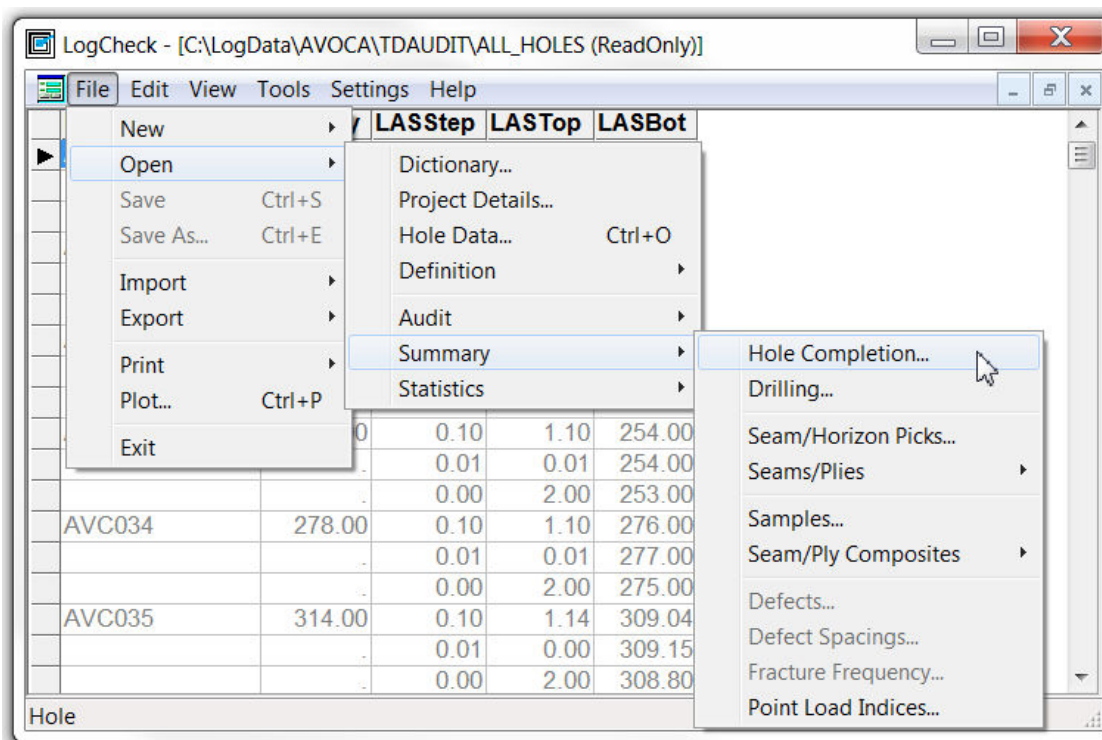 LogCheck - [C:\LogData\AVOCA\TDAUDIT\ALL_HOLES (ReadOnly)]
File Edit View Tools Settings Help
LASStep LASTop LASBot
New
Open
Save Ctrl+S
Save As... Ctrl+E
Import
Export
Print
Plot... Ctrl+P
Exit
Dictionary...
Project Details...
Hole Data... Ctrl+O
Definition
Audit
Summary
Statistics
Hole Completion...
Drilling...
Seam/Horizon Picks...
Seams/Plies
Samples...
Seam/Ply Composites
Defects...
Defect Spacings...
Fracture Frequency...
Point Load Indices...
0.10 1.10 254.00
. 0.01 0.01 254.00
. 0.00 2.00 253.00
AVC034 278.00 0.10 1.10 276.00
. 0.01 0.01 277.00
. 0.00 2.00 275.00
AVC035 314.00 0.10 1.14 309.04
. 0.01 0.00 309.15
. 0.00 2.00 308.80
Hole